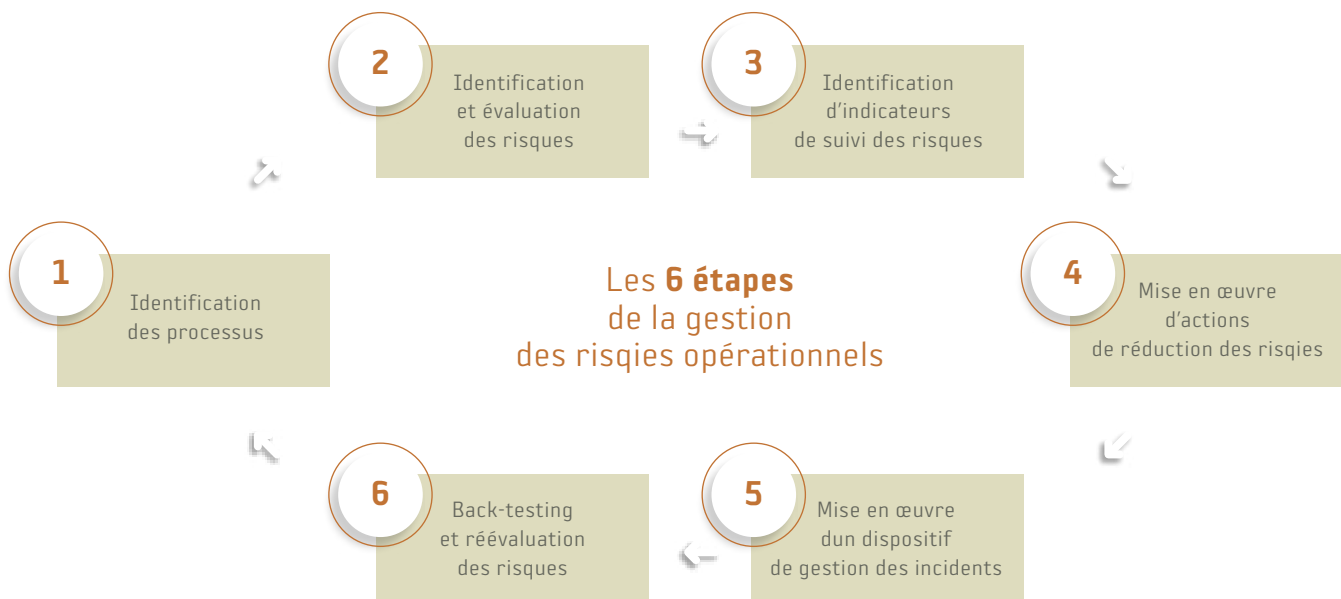 2
Identification
et évaluation
des risques
3
Identification
d’indicateurs
de suivi des risques
1
Identification
des processus
Les 6 étapes
de la gestion
des risqies opérationnels
4
Mise en œuvre
d’actions
de réduction des risqies
6
Back-testing
et réévaluation
des risques
5
Mise en œuvre
dun dispositif
de gestion des incidents